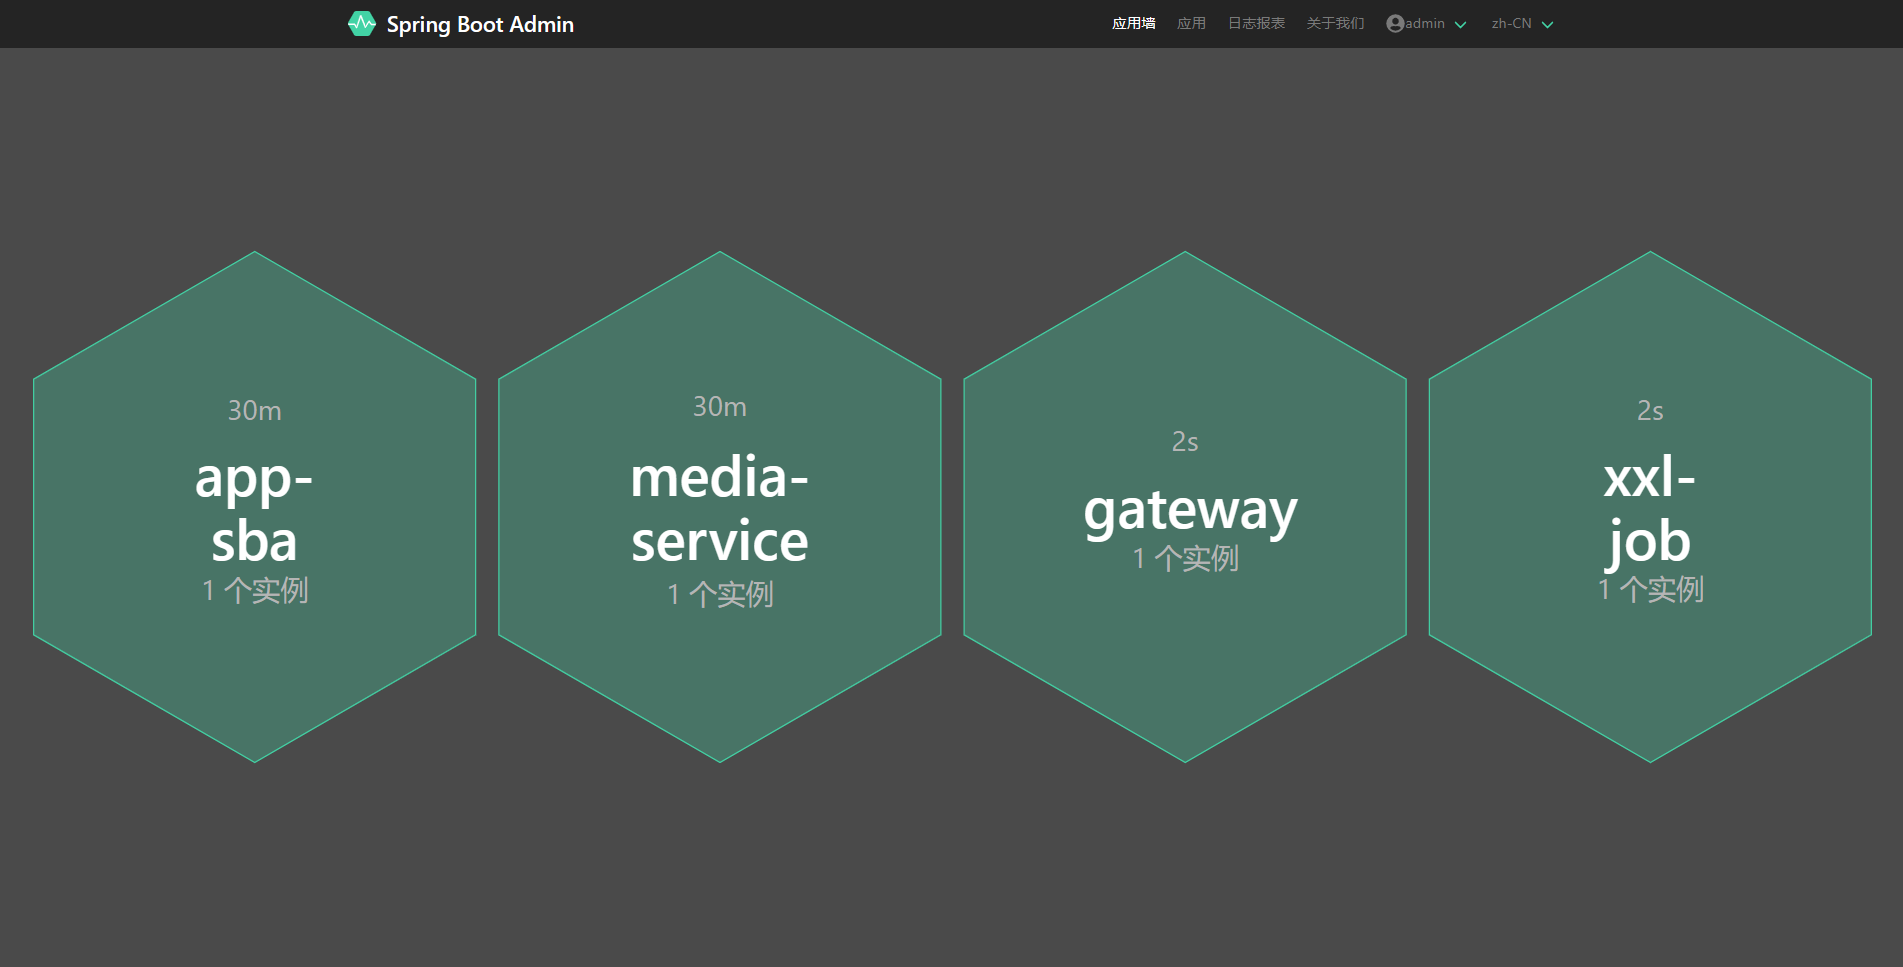 Spring Boot Admin
应用墙 应用 日志报表 关于我们 admin zh-CN
30m
app-
sba
1 个实例
30m
media-
service
1 个实例
2s
gateway
1 个实例
2s
xxl-
job
1 个实例